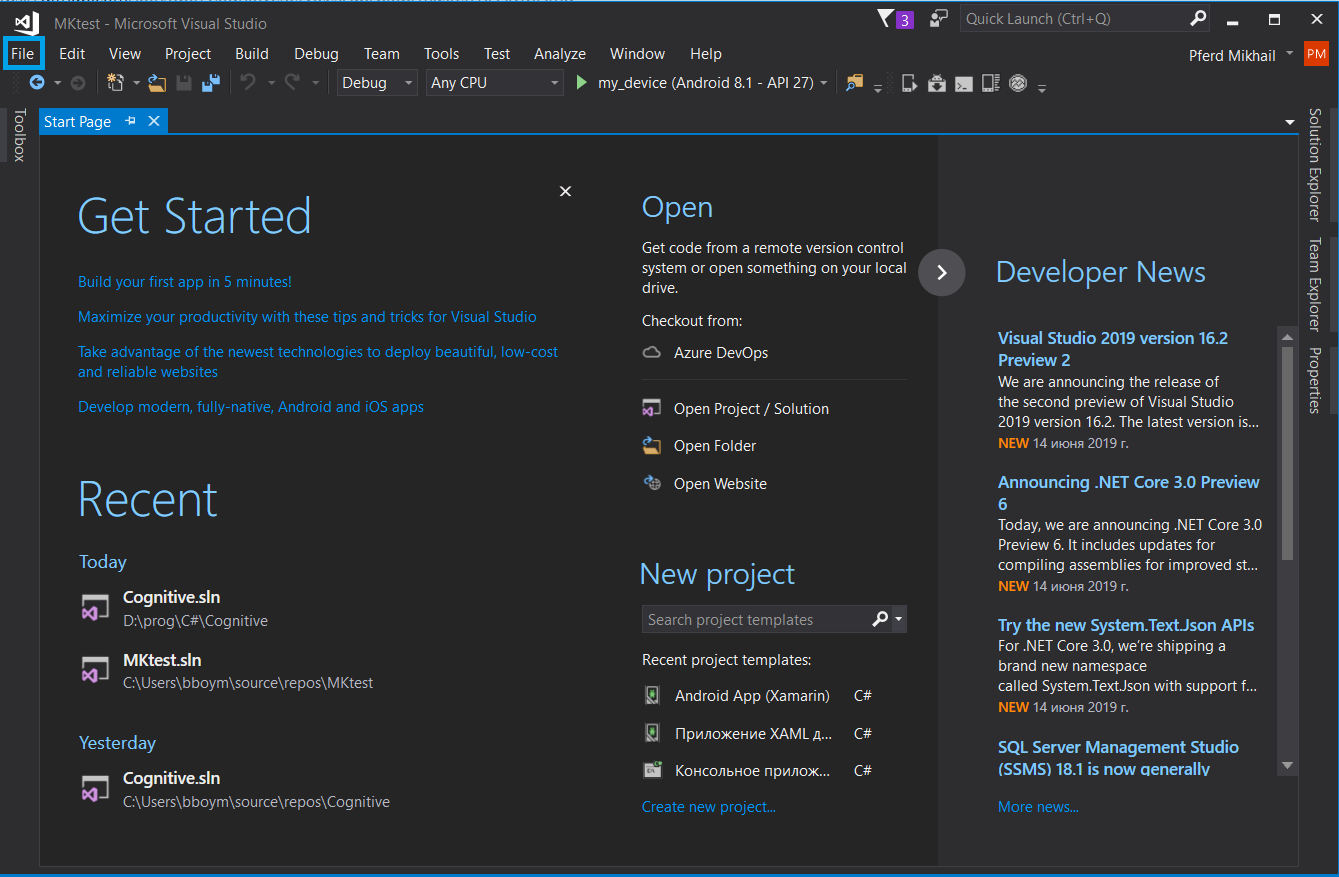 MKtest - Microsoft Visual Studio
3
Quick Launch (Ctrl+Q)
File Edit View Project Build Debug Team Tools Test Analyze Window Help
Pferd Mikhail PM
Debug Any CPU my_device (Android 8.1 - API 27)
Toolbox
Start Page
Get Started
Build your first app in 5 minutes!
Maximize your productivity with these tips and tricks for Visual Studio
Take advantage of the newest technologies to deploy beautiful, low-cost
and reliable websites
Develop modern, fully-native, Android and iOS apps
Recent
Today
Cognitive.sln
D:\prog\C#\Cognitive
MKtest.sln
C:\Users\bboym\source\repos\MKtest
Yesterday
Cognitive.sln
C:\Users\bboym\source\repos\Cognitive
Open
Get code from a remote version control
system or open something on your local
drive.
Checkout from:
Azure DevOps
Open Project / Solution
Open Folder
Open Website
New project
Search project templates
Recent project templates:
Android App (Xamarin) C#
Приложение XAML д... C#
Консольное прилож... C#
Create new project...
Developer News
Visual Studio 2019 version 16.2
Preview 2
We are announcing the release of
the second preview of Visual Studio
2019 version 16.2. The latest version is...
NEW 14 июня 2019 г.
Announcing .NET Core 3.0 Preview
6
Today, we are announcing .NET Core 3.0
Preview 6. It includes updates for
compiling assemblies for improved st...
NEW 14 июня 2019 г.
Try the new System.Text.Json APIs
For .NET Core 3.0, we're shipping a
brand new namespace
called System.Text.Json with support f...
NEW 14 июня 2019 г.
SQL Server Management Studio
(SSMS) 18.1 is now generally
More news...
Solution Explorer
Team Explorer
Properties